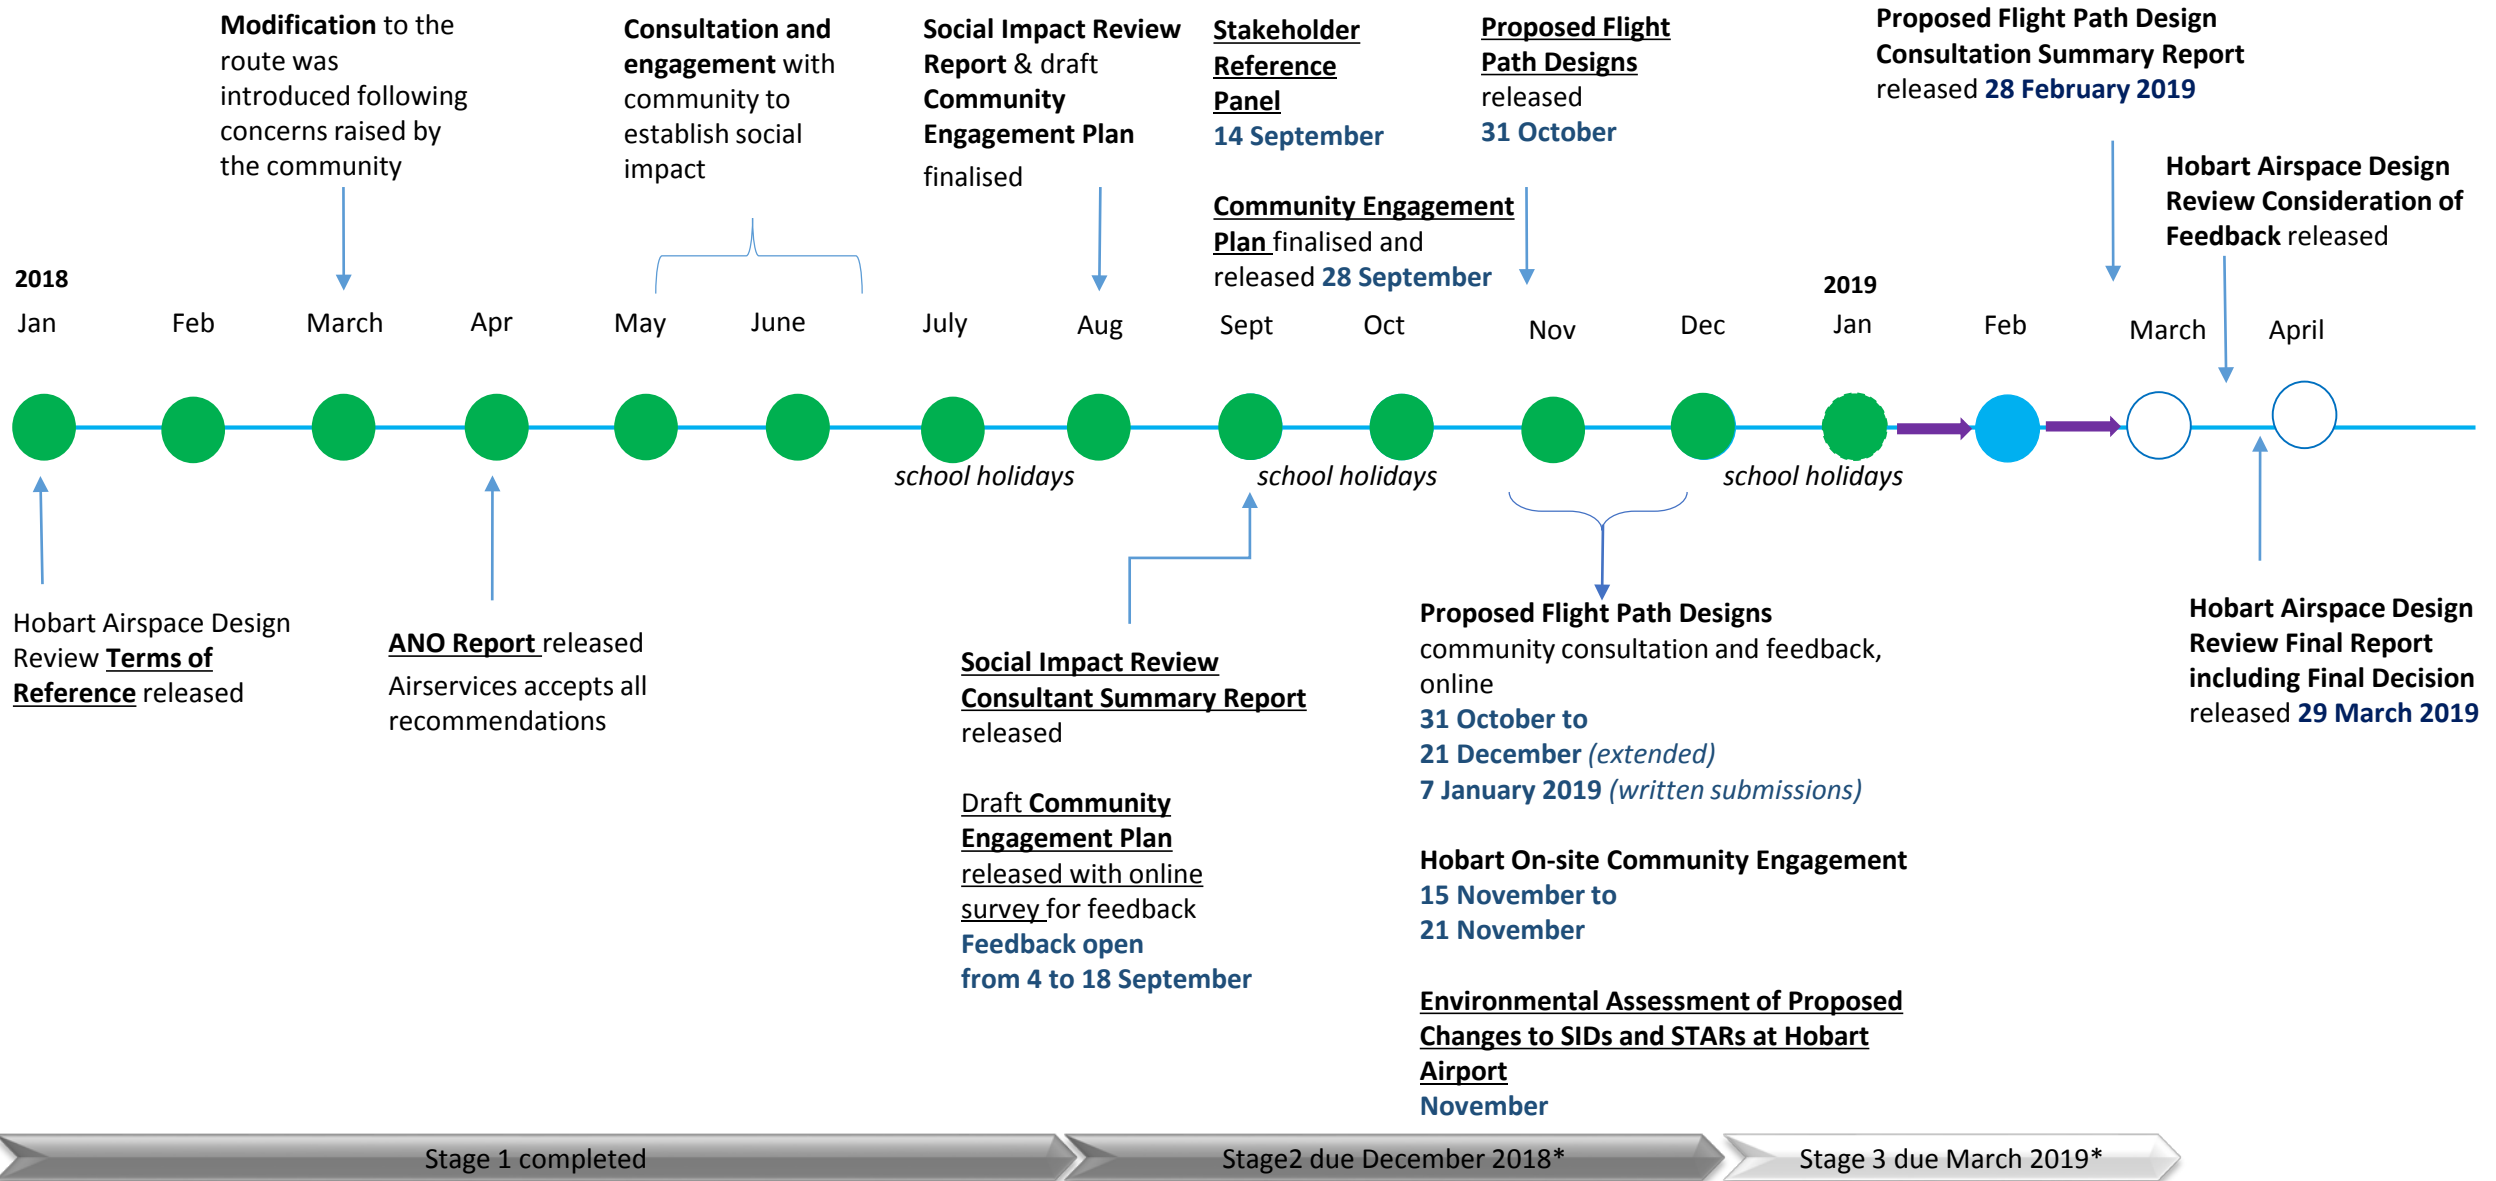 Modification to the
route was
introduced following
concerns raised by
the community
Consultation and
engagement with
community to
establish social
impact
Social Impact Review
Report & draft
Community
Engagement Plan
finalised
Stakeholder
Reference
Panel
14 September
Community Engagement
Plan finalised and
released 28 September
Proposed Flight
Path Designs
released
31 October
Proposed Flight Path Design
Consultation Summary Report
released 28 February 2019
Hobart Airspace Design
Review Consideration of
Feedback released
2018
2019
Jan
Feb
March
Apr
May
June
July
Aug
Sept
Oct
Nov
Dec
Jan
Feb
March
April
school holidays
school holidays
school holidays
Hobart Airspace Design
Review Terms of
Reference released
ANO Report released
Airservices accepts all
recommendations
Social Impact Review
Consultant Summary Report
released
Draft Community
Engagement Plan
released with online
survey for feedback
Feedback open
from 4 to 18 September
Proposed Flight Path Designs
community consultation and feedback,
online
31 October to
21 December (extended)
7 January 2019 (written submissions)
Hobart On-site Community Engagement
15 November to
21 November
Environmental Assessment of Proposed
Changes to SIDs and STARs at Hobart
Airport
November
Hobart Airspace Design
Review Final Report
including Final Decision
released 29 March 2019
Stage 1 completed
Stage2 due December 2018*
Stage 3 due March 2019*